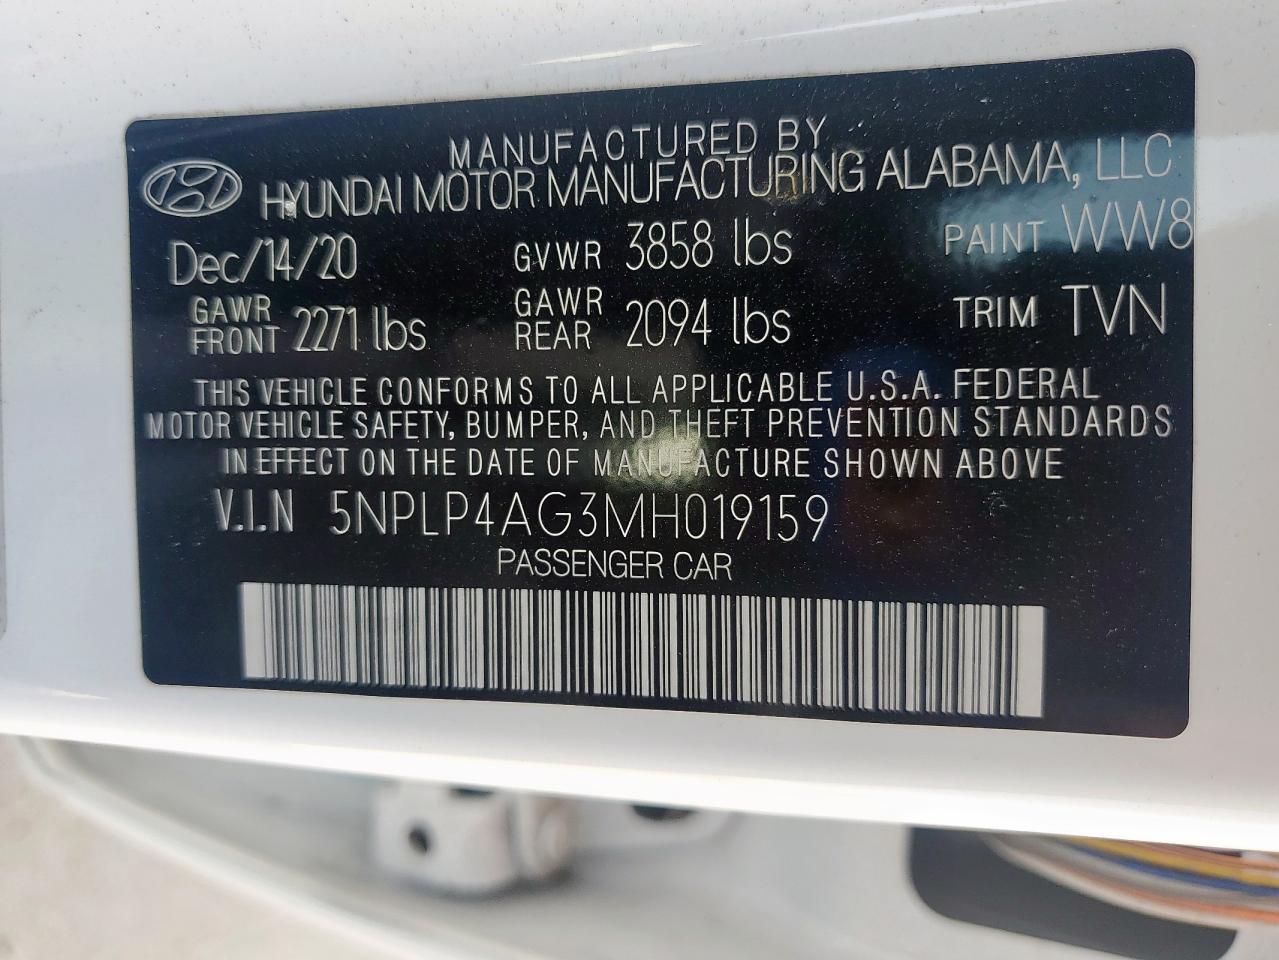 MANUFACTURED BY
HYUNDAI MOTOR MANUFACTURING ALABAMA, LLC
Dec/14/20 GVWR 3858 lbs PAINT WW8
GAWR FRONT 2271 lbs GAWR REAR 2094 lbs TRIM TVN
THIS VEHICLE CONFORMS TO ALL APPLICABLE U.S.A. FEDERAL
MOTOR VEHICLE SAFETY, BUMPER, AND THEFT PREVENTION STANDARDS
IN EFFECT ON THE DATE OF MANUFACTURE SHOWN ABOVE
V.I.N 5NPLP4AG3MH019159
PASSENGER CAR